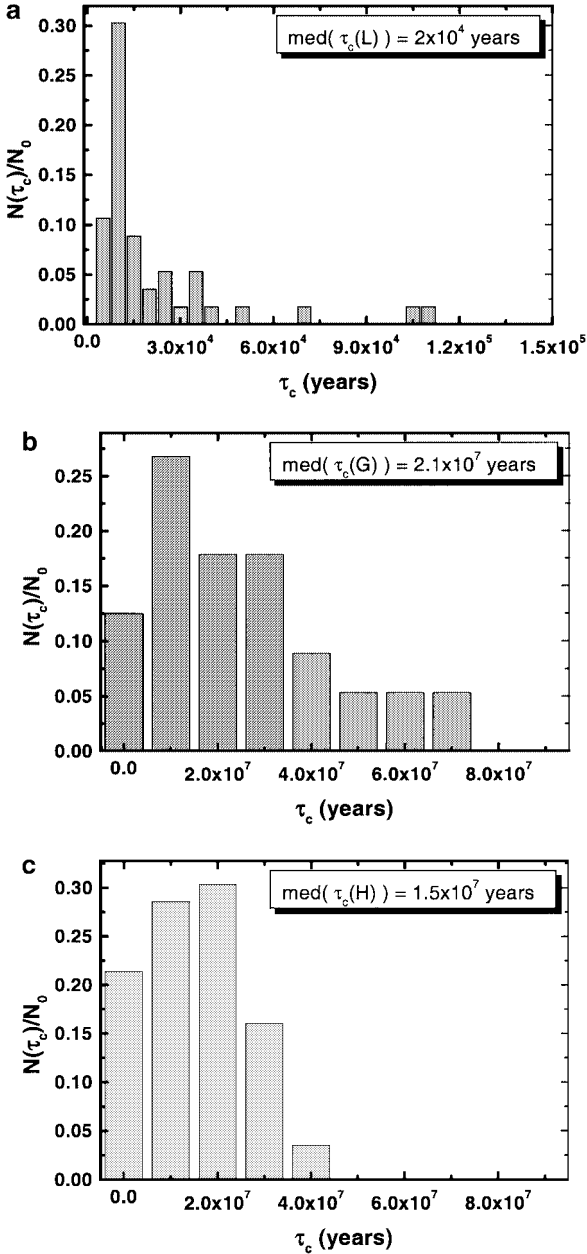 a
med( τc(L) ) = 2x10⁴ years
0.30
0.25
0.20
0.15
0.10
0.05
0.00
N(τc)/N₀
0.0 3.0x10⁴ 6.0x10⁴ 9.0x10⁴ 1.2x10⁵ 1.5x10⁵
τc (years)
b
med( τc(G) ) = 2.1x10⁷ years
0.25
0.20
0.15
0.10
0.05
0.00
N(τc)/N₀
0.0 2.0x10⁷ 4.0x10⁷ 6.0x10⁷ 8.0x10⁷
τc (years)
c
med( τc(H) ) = 1.5x10⁷ years
0.30
0.25
0.20
0.15
0.10
0.05
0.00
N(τc)/N₀
0.0 2.0x10⁷ 4.0x10⁷ 6.0x10⁷ 8.0x10⁷
τc (years)